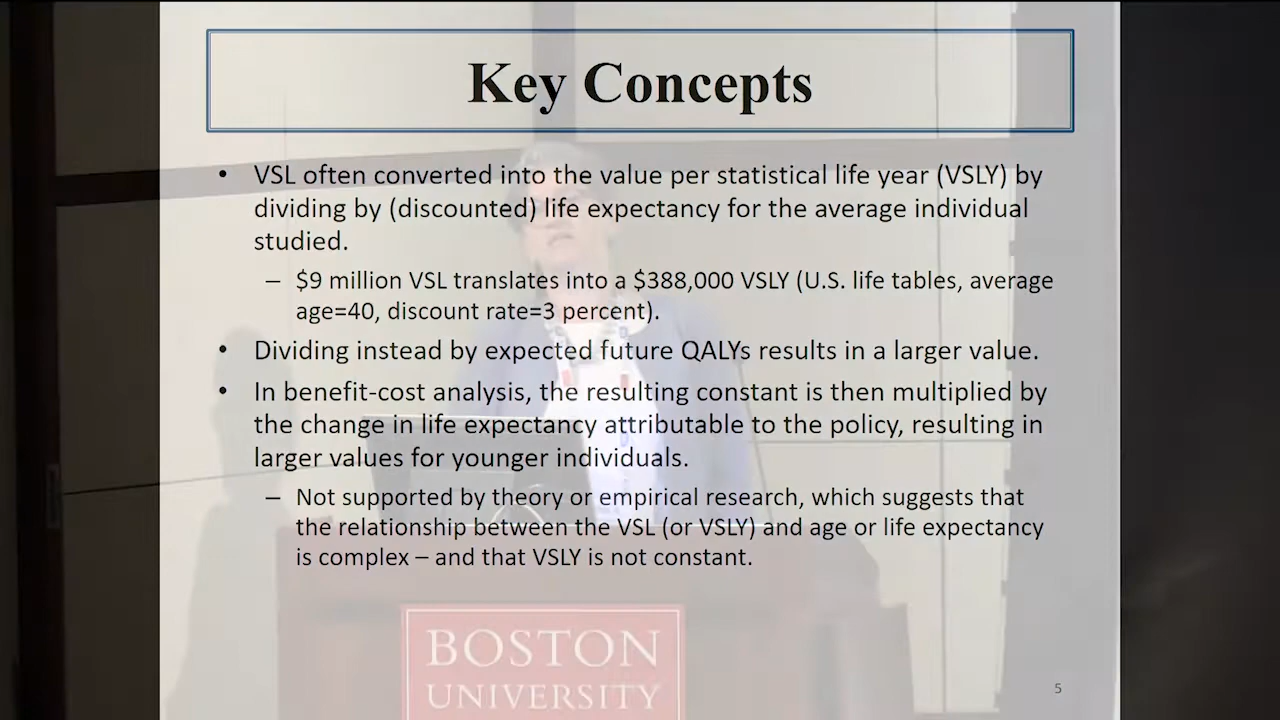 Key Concepts
• VSL often converted into the value per statistical life year (VSLY) by
dividing by (discounted) life expectancy for the average individual
studied.
– $9 million VSL translates into a $388,000 VSLY (U.S. life tables, average
age=40, discount rate=3 percent).
• Dividing instead by expected future QALYs results in a larger value.
• In benefit-cost analysis, the resulting constant is then multiplied by
the change in life expectancy attributable to the policy, resulting in
larger values for younger individuals.
– Not supported by theory or empirical research, which suggests that
the relationship between the VSL (or VSLY) and age or life expectancy
is complex – and that VSLY is not constant.
BOSTON
UNIVERSITY
5